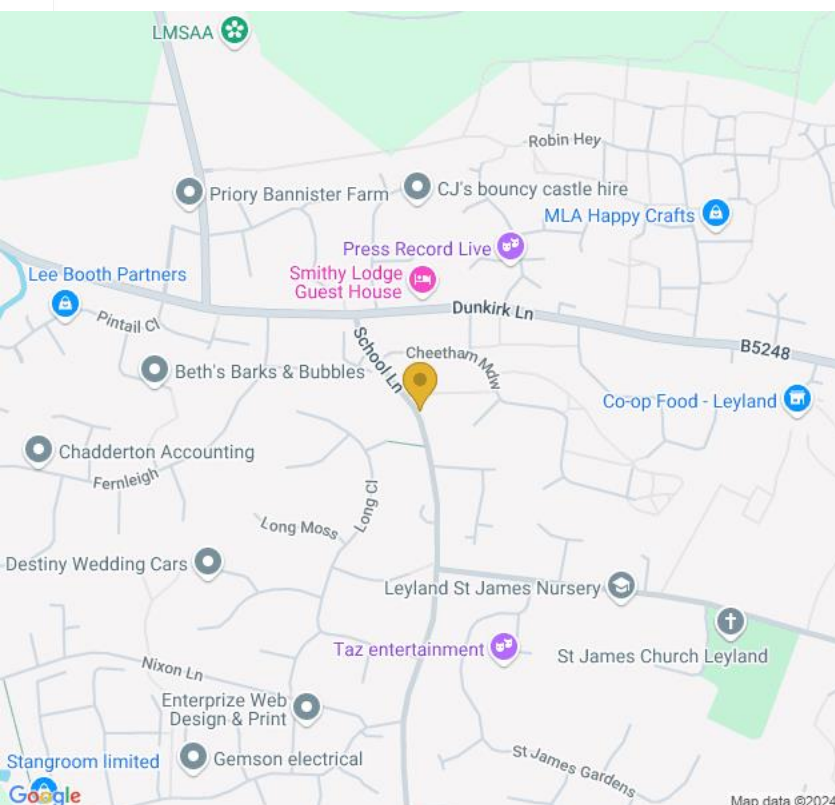 LMSAA
Robin Hey
Priory Bannister Farm
CJ's bouncy castle hire
MLA Happy Crafts
Press Record Live
Lee Booth Partners
Smithy Lodge
Guest House
Dunkirk Ln
Pintail Cl
School Ln
Cheetham Mdw
B5248
Beth's Barks & Bubbles
Co-op Food - Leyland
Chadderton Accounting
Fernleigh
Long Cl
Long Moss
Destiny Wedding Cars
Leyland St James Nursery
Taz entertainment
St James Church Leyland
Nixon Ln
Enterprize Web
Design & Print
St James Gardens
Gemson electrical
Stangroom limited
Google
Map data ©2024